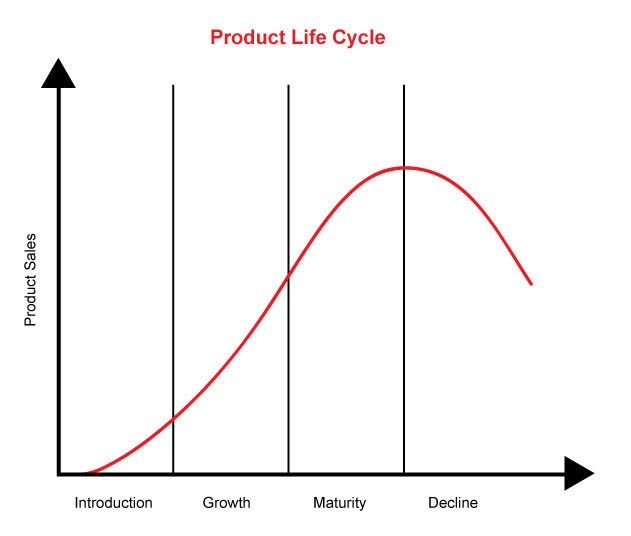 Product Life Cycle
Product Sales
Introduction
Growth
Maturity
Decline